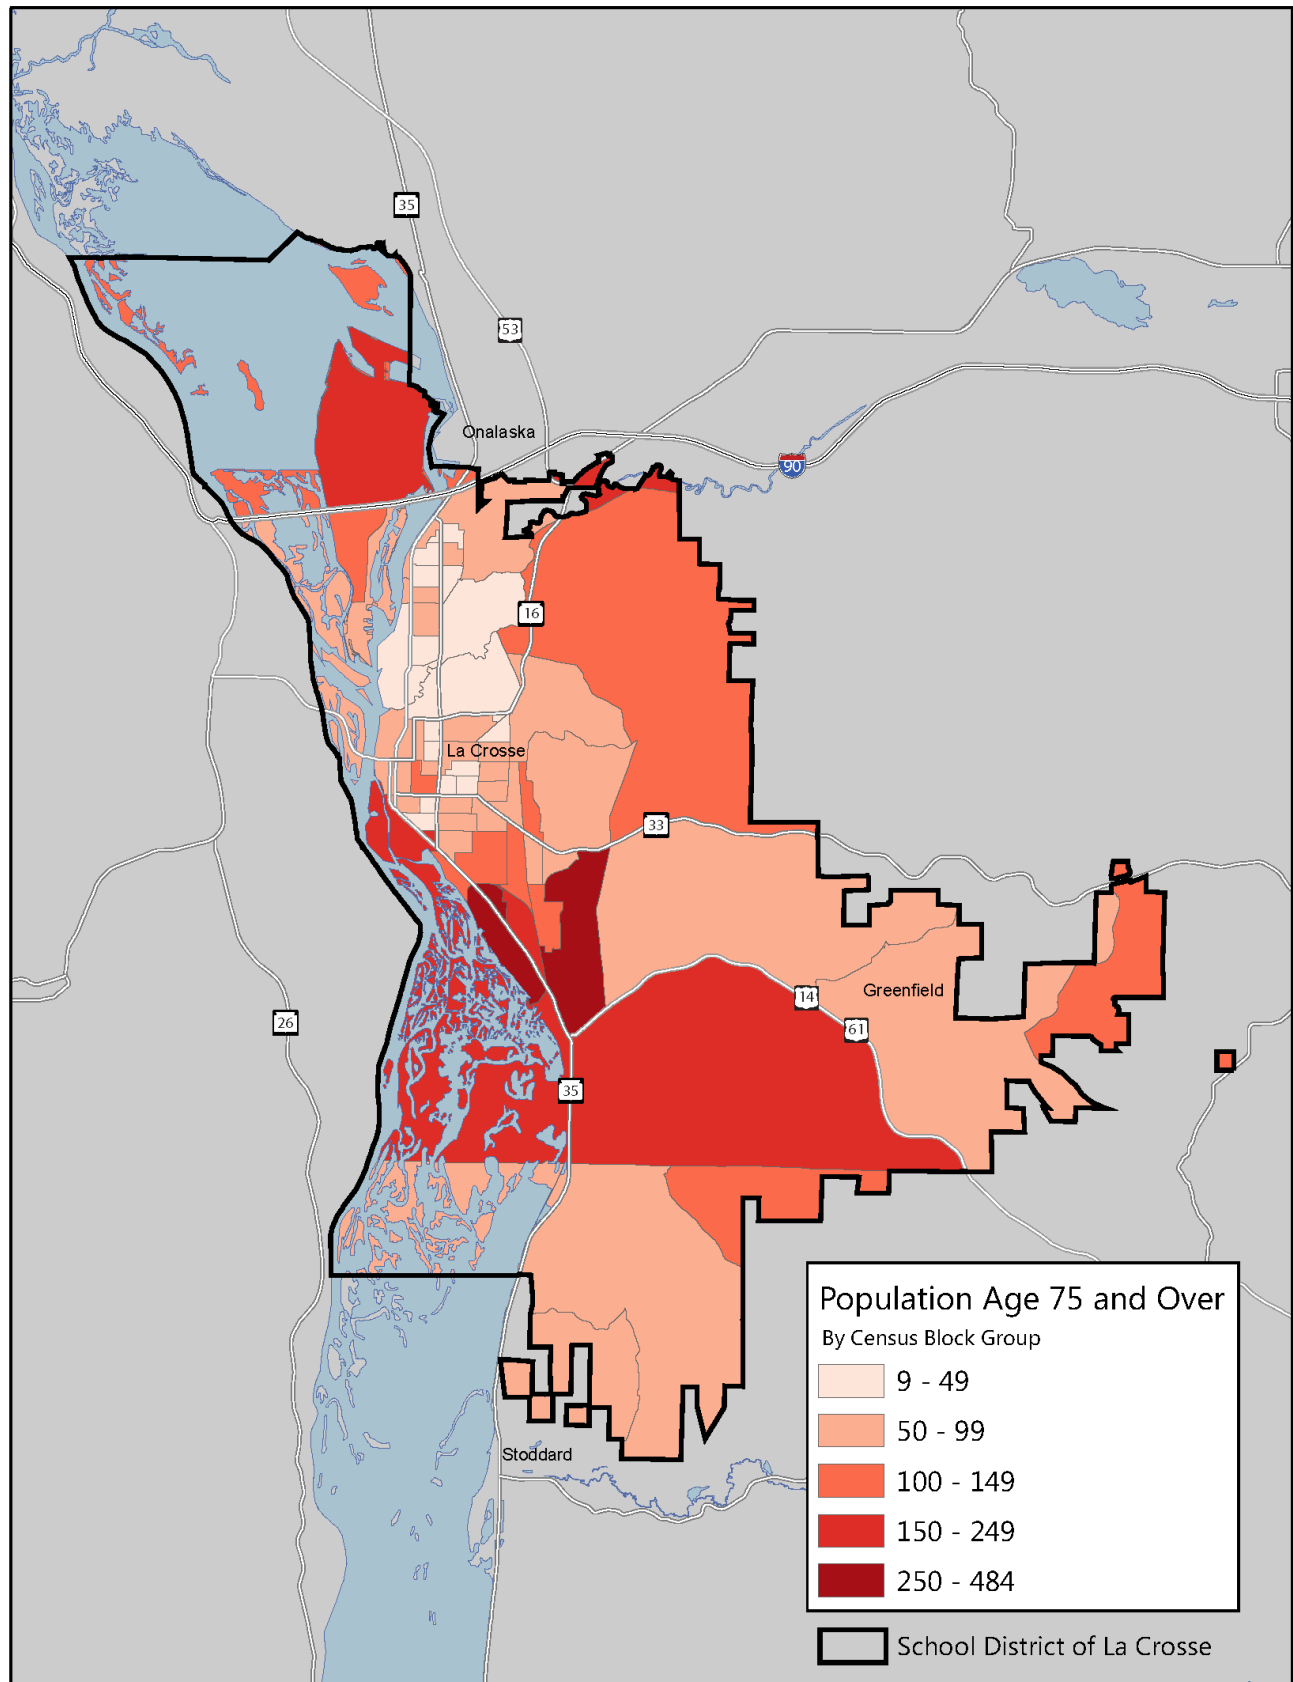 35
53
Onalaska
90
16
La Crosse
33
14
Greenfield
26
61
35
Population Age 75 and Over
By Census Block Group
9 - 49
50 - 99
100 - 149
150 - 249
250 - 484
Stoddard
School District of La Crosse